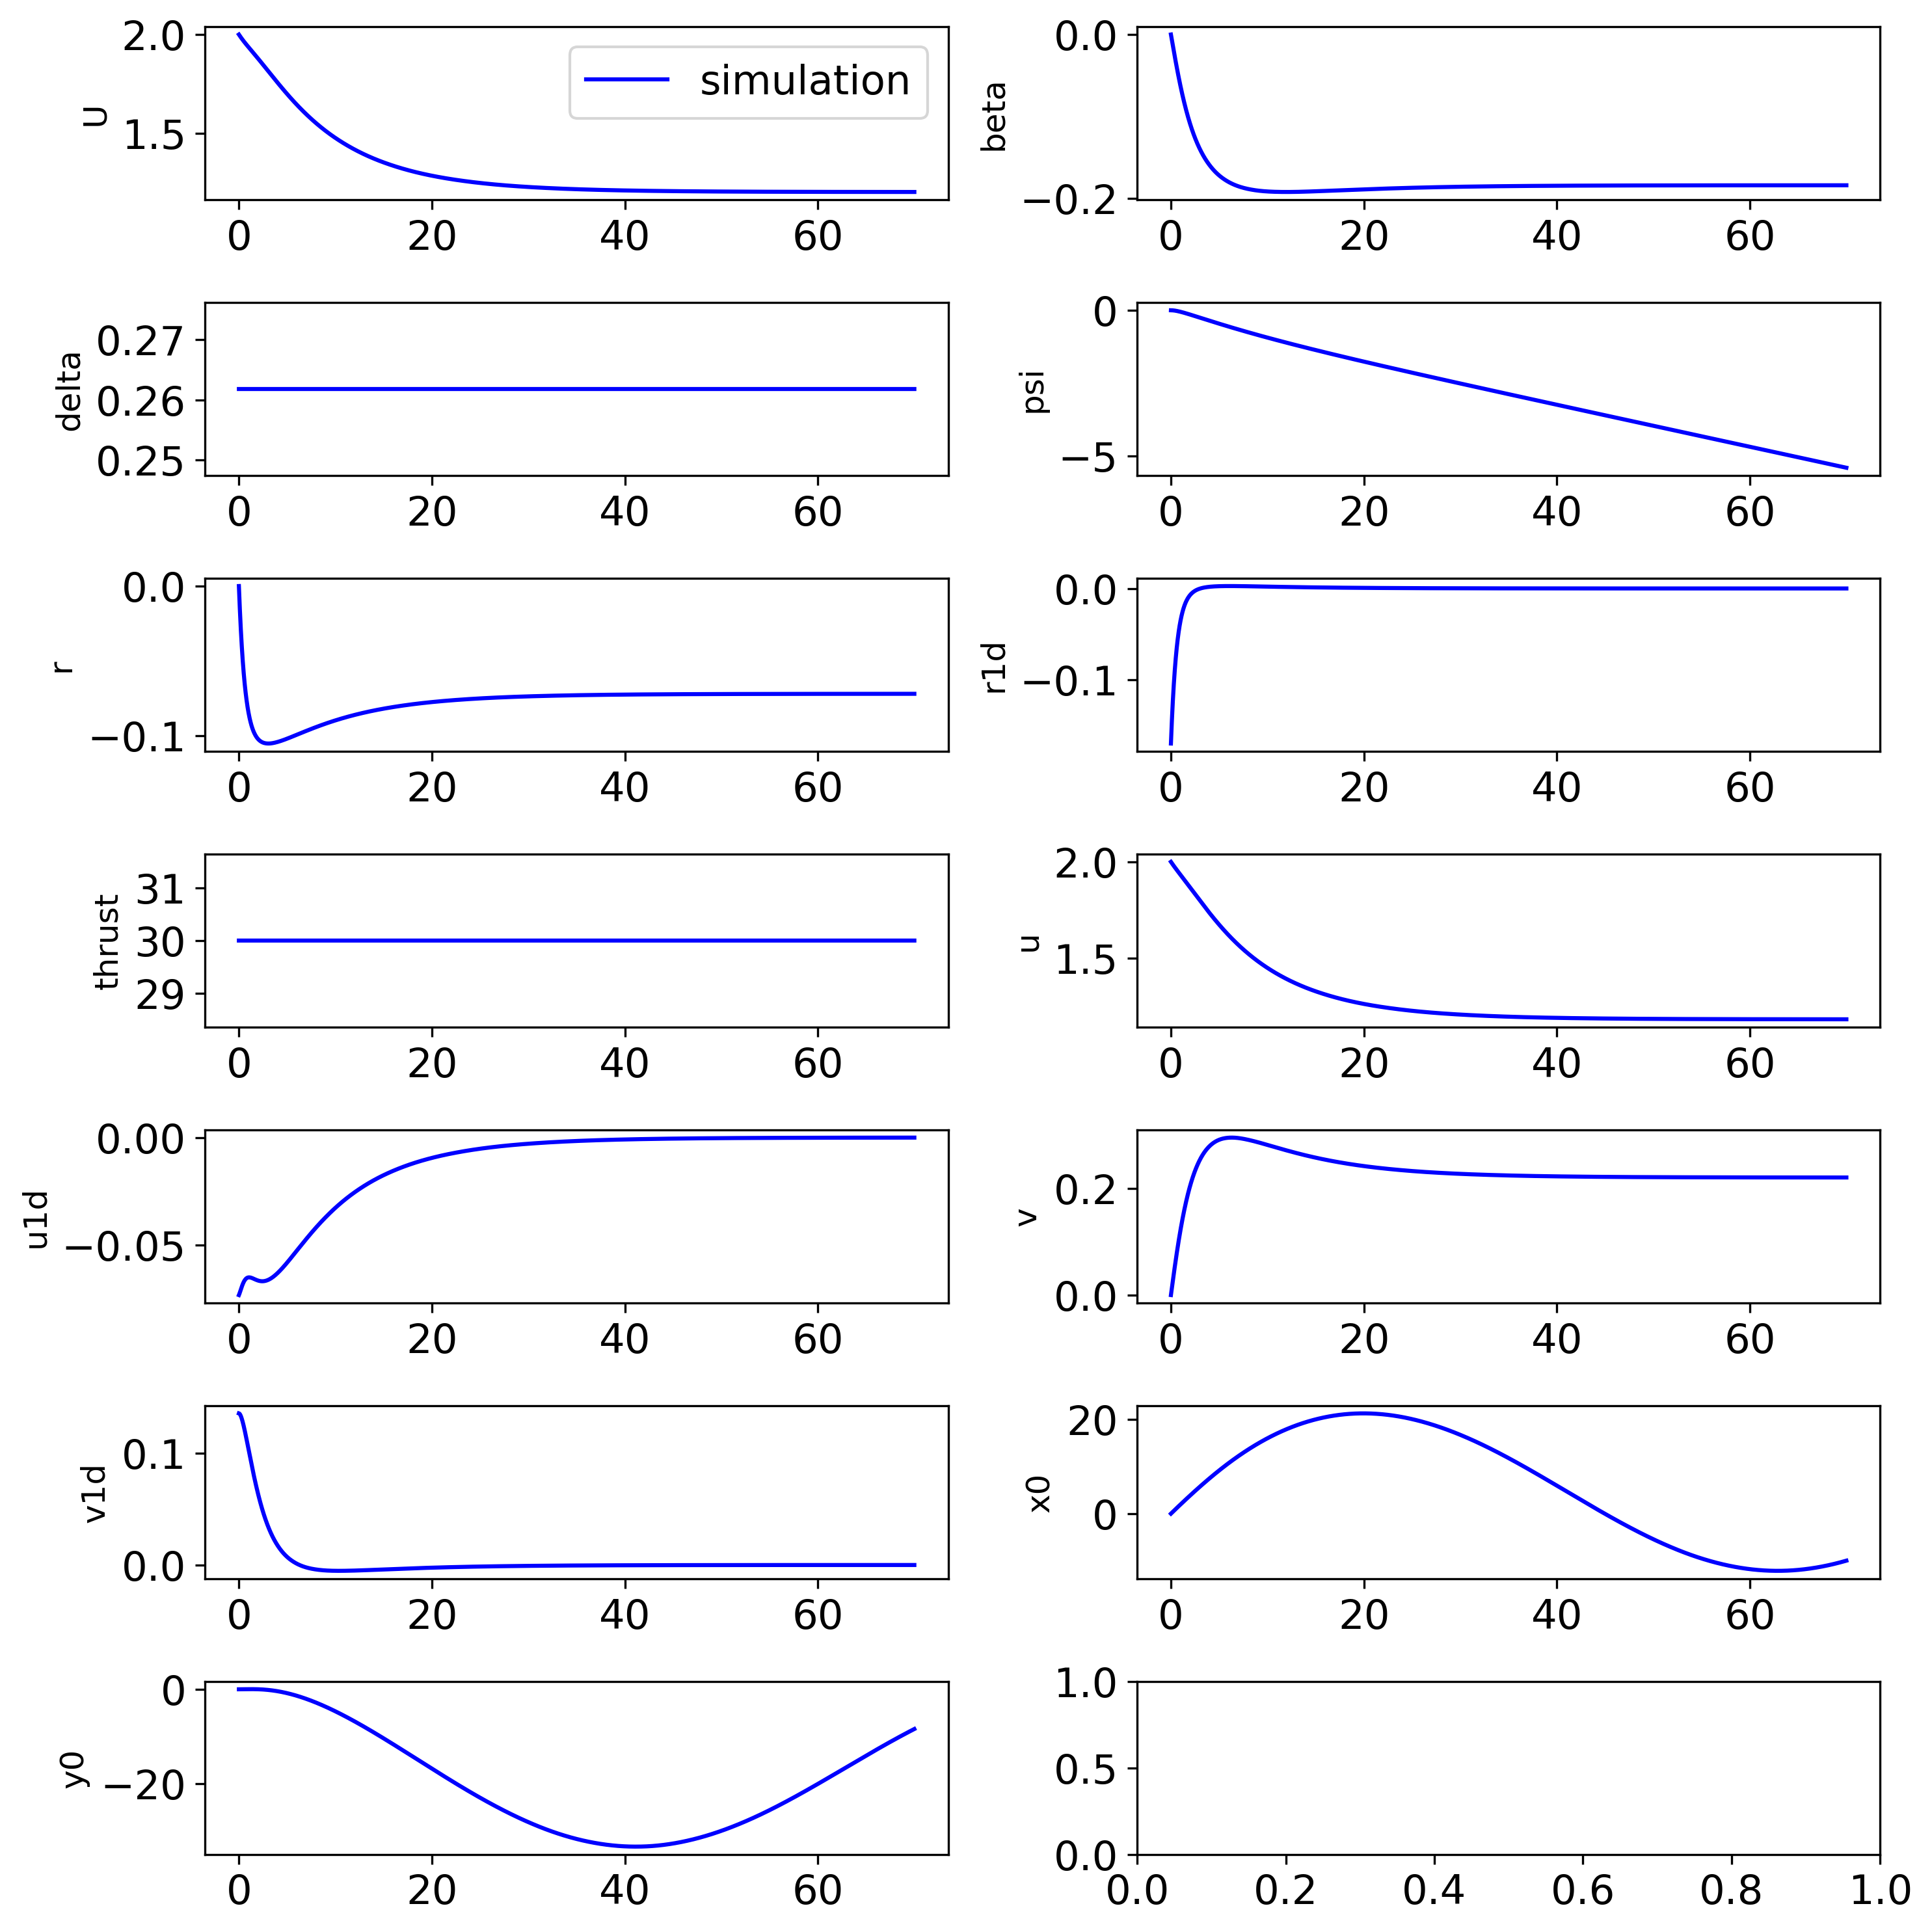 2.0
1.5
U
simulation
0 20 40 60
0.0
−0.2
beta
0 20 40 60
0.27
0.26
0.25
delta
0 20 40 60
0
−5
psi
0 20 40 60
0.0
−0.1
r
0 20 40 60
0.0
−0.1
r1d
0 20 40 60
31
30
29
thrust
0 20 40 60
2.0
1.5
u
0 20 40 60
0.00
−0.05
u1d
0 20 40 60
0.2
0.0
v
0 20 40 60
0.1
0.0
v1d
0 20 40 60
20
0
x0
0 20 40 60
0
−20
y0
0 20 40 60
1.0
0.5
0.0
0.0 0.2 0.4 0.6 0.8 1.0